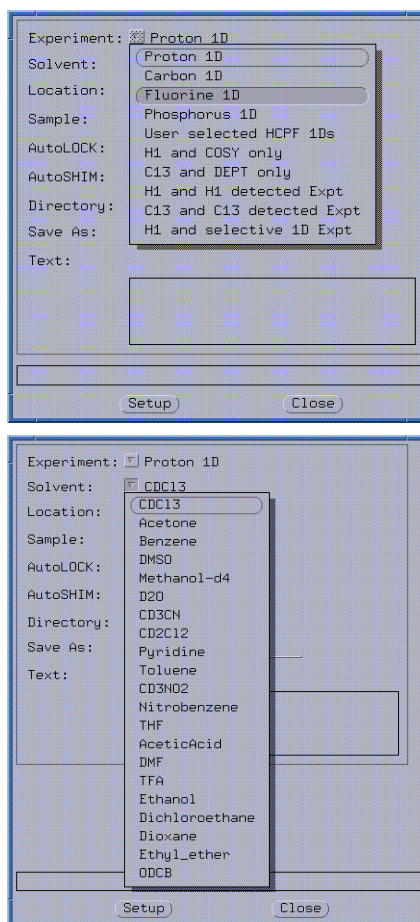 Experiment: Proton 1D
Solvent: Proton 1D
Carbon 1D
Location: Fluorine 1D
Sample: Phosphorus 1D
User selected HCPF 1Ds
AutoLOCK: H1 and COSY only
AutoSHIM: C13 and DEPT only
H1 and H1 detected Expt
Directory: C13 and C13 detected Expt
Save As: H1 and selective 1D Expt
Text:
Setup Close
Experiment: Proton 1D
Solvent: CDCl3
Location: CDCl3
Acetone
Sample: Benzene
DMSO
AutoLOCK: Methanol-d4
AutoSHIM: D2O
Directory: CD3CN
Save As: CD2Cl2
Pyridine
Text: Toluene
CD3NO2
Nitrobenzene
THF
AceticAcid
DMF
TFA
Ethanol
Dichloroethane
Dioxane
Ethyl_ether
ODCB
Setup Close